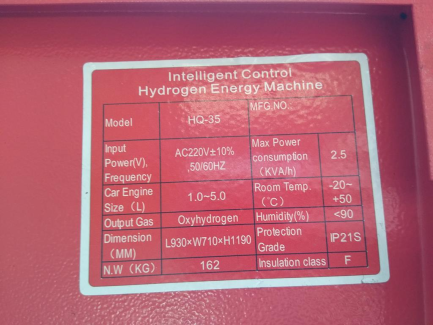 Intelligent Control
Hydrogen Energy Machine
Model HQ-35 MFG.NO.
Input Power(V), Frequency AC220V±10% ,50/60HZ Max Power consumption (KVA/h) 2.5
Car Engine Size (L) 1.0~5.0 Room Temp. (℃) -20~ +50
Output Gas Oxyhydrogen Humidity(%) <90
Dimension (MM) L930×W710×H1190 Protection Grade IP21S
N.W (KG) 162 Insulation class F